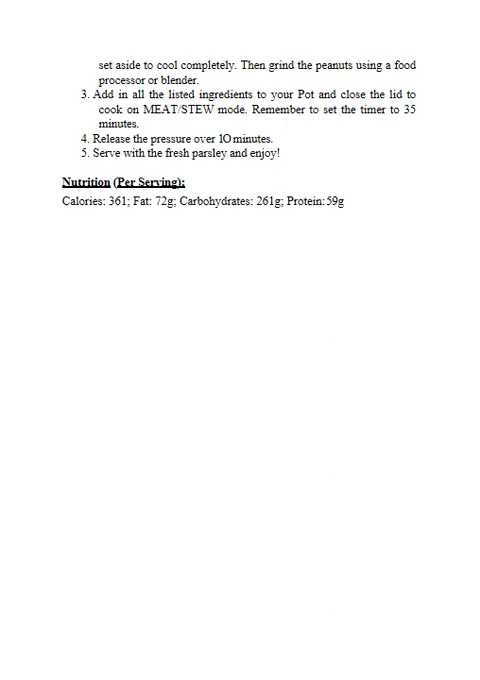 set aside to cool completely. Then grind the peanuts using a food
processor or blender.
3. Add in all the listed ingredients to your Pot and close the lid to
cook on MEAT/STEW mode. Remember to set the timer to 35
minutes.
4. Release the pressure over 10 minutes.
5. Serve with the fresh parsley and enjoy!
Nutrition (Per Serving):
Calories: 361; Fat: 72g; Carbohydrates: 261g; Protein: 59g